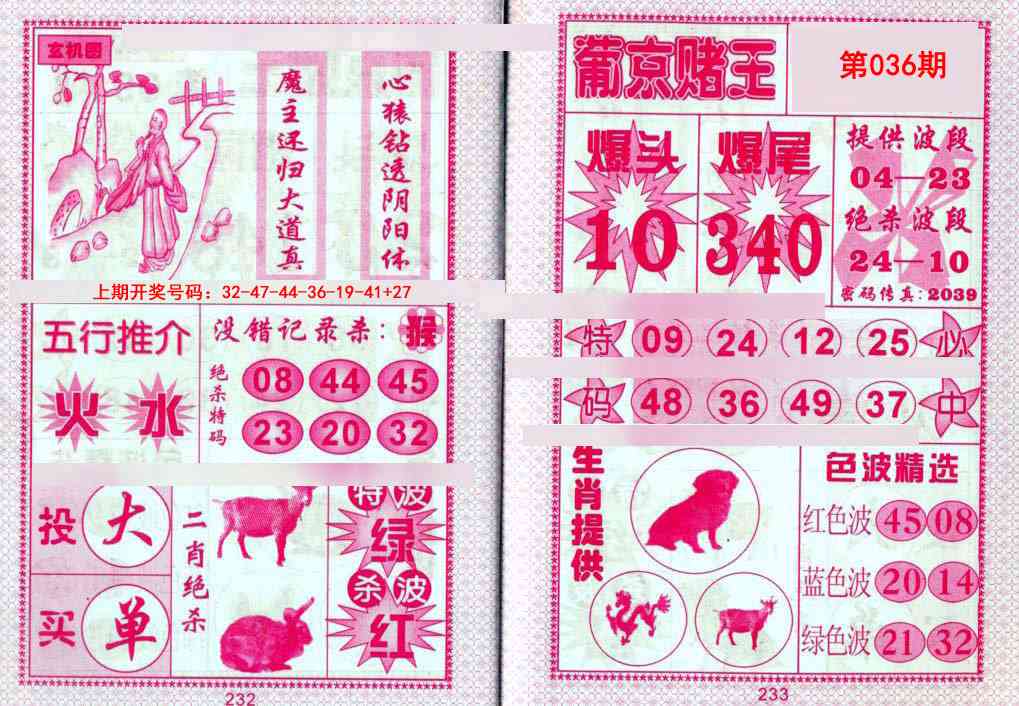 玄机图
心猿钻透阴阳体
魔主还归大道真
上期开奖号码：32-47-44-36-19-41+27
五行推介
火 水
没错记录杀：猴
绝杀特码
08 44 45
23 20 32
投 大
买 单
二肖绝杀
特波
绿
杀波
红
232
葡京赌王
第036期
爆头
10
爆尾
340
提供波段
04—23
绝杀波段
24—10
密码传真：2039
特 09 24 12 25 必
码 48 36 49 37 中
生肖提供
色波精选
红色波 45 08
蓝色波 20 14
绿色波 21 32
233